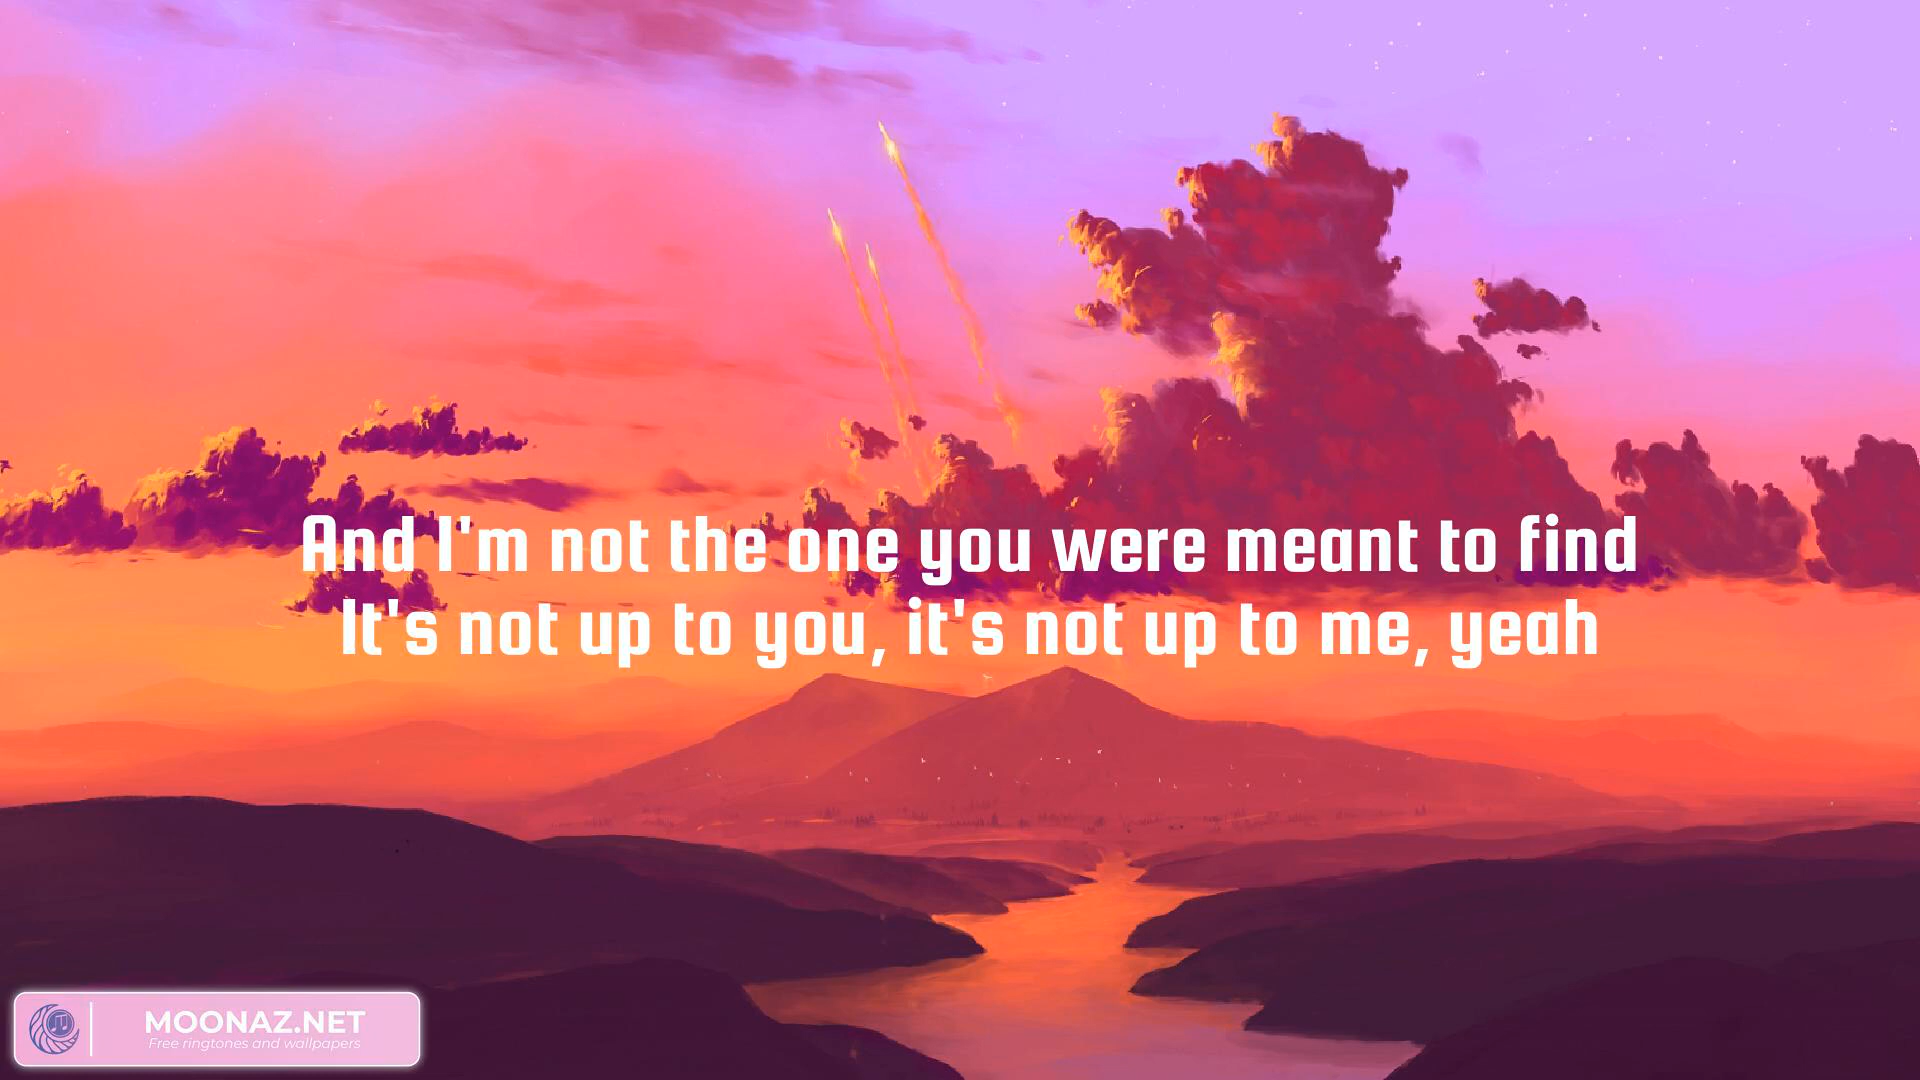 And I'm not the one you were meant to find
It's not up to you, it's not up to me, yeah
MOONAZ.NET
Free ringtones and wallpapers